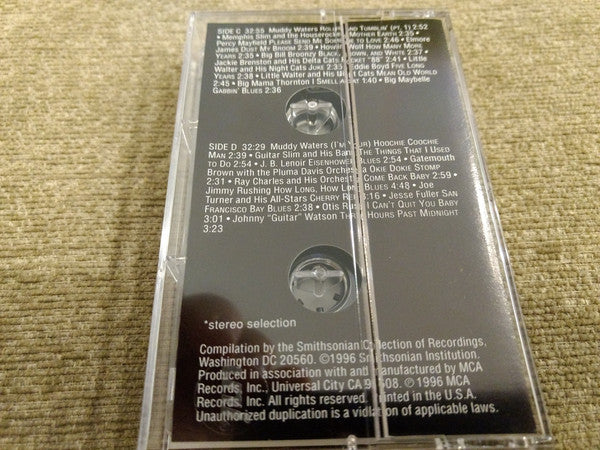 SIDE C 32:35 MUDDY WATERS ROLLIN' AND TUMBLIN' (PT. 1) 2:52
• MEMPHIS SLIM AND THE HOUSEROCKERS MOTHER EARTH 2:35 •
PERCY MAYFIELD PLEASE SEND ME SOMEONE TO LOVE 2:46 • ELMORE
JAMES DUST MY BROOM 2:39 • HOWLIN' WOLF HOW MANY MORE
YEARS 2:35 • BIG BILL BROONZY BLACK, BROWN, AND WHITE 2:37 •
JACKIE BRENSTON AND HIS DELTA CATS ROCKET "88" 2:41 • LITTLE
WALTER AND HIS NIGHT CATS JUKE 2:35 EDDIE BOYD FIVE LONG
YEARS 2:38 • LITTLE WALTER AND HIS NIGHT CATS MEAN OLD WORLD
2:45 • BIG MAMA THORNTON I SMELL A RAT 1:40 • BIG MAYBELLE
GABBIN' BLUES 2:36
SIDE D 32:29 MUDDY WATERS (I'M YOUR) HOOCHIE COOCHIE
MAN 2:39 • GUITAR SLIM AND HIS BAND THE THINGS THAT I USED
TO DO 2:54 • J. B. LENOIR EISENHOWER BLUES 2:54 • GATEMOUTH
BROWN WITH THE PLUMA DAVIS ORCHESTRA OKIE DOKIE STOMP
2:31 • RAY CHARLES AND HIS ORCHESTRA COME BACK BABY 2:59 •
JIMMY RUSHING HOW LONG, HOW LONG BLUES 4:48 • JOE
TURNER AND HIS ALL-STARS CHERRY RED 3:16 • JESSE FULLER SAN
FRANCISCO BAY BLUES 2:38 • OTIS RUSH I CAN'T QUIT YOU BABY
3:01 • JOHNNY "GUITAR" WATSON THREE HOURS PAST MIDNIGHT
3:23
*stereo selection
Compilation by the Smithsonian Collection of Recordings,
Washington DC 20560. ©1996 Smithsonian Institution.
Produced in association with and manufactured by MCA
Records Inc., Universal City CA 91608. ℗ 1996 MCA
Records Inc. All rights reserved. Printed in the U.S.A.
Unauthorized duplication is a violation of applicable laws.